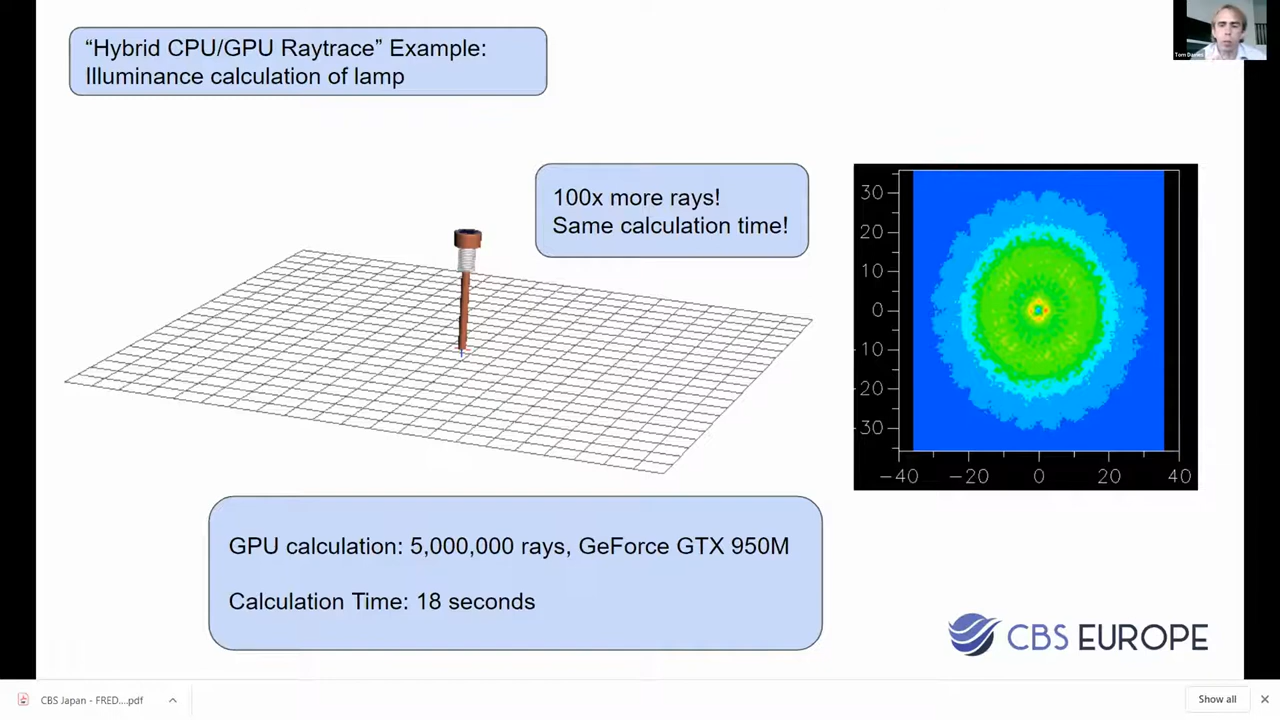 “Hybrid CPU/GPU Raytrace” Example:
Illuminance calculation of lamp
Tom Davies
100x more rays!
Same calculation time!
30
20
10
0
10
20
30
−40 −20 0 20 40
GPU calculation: 5,000,000 rays, GeForce GTX 950M
Calculation Time: 18 seconds
CBS EUROPE
CBS Japan - FRED....pdf
Show all